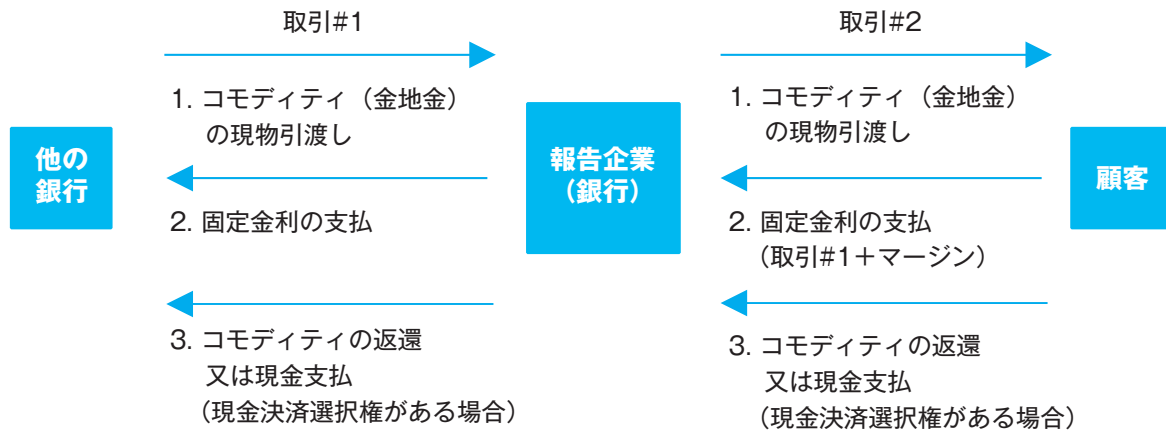 取引#1
1. コモディティ（金地金）
の現物引渡し
他の
銀行
2. 固定金利の支払
3. コモディティの返還
又は現金支払
（現金決済選択権がある場合）
報告企業
（銀行）
取引#2
1. コモディティ（金地金）
の現物引渡し
2. 固定金利の支払
（取引#1＋マージン）
3. コモディティの返還
又は現金支払
（現金決済選択権がある場合）
顧客